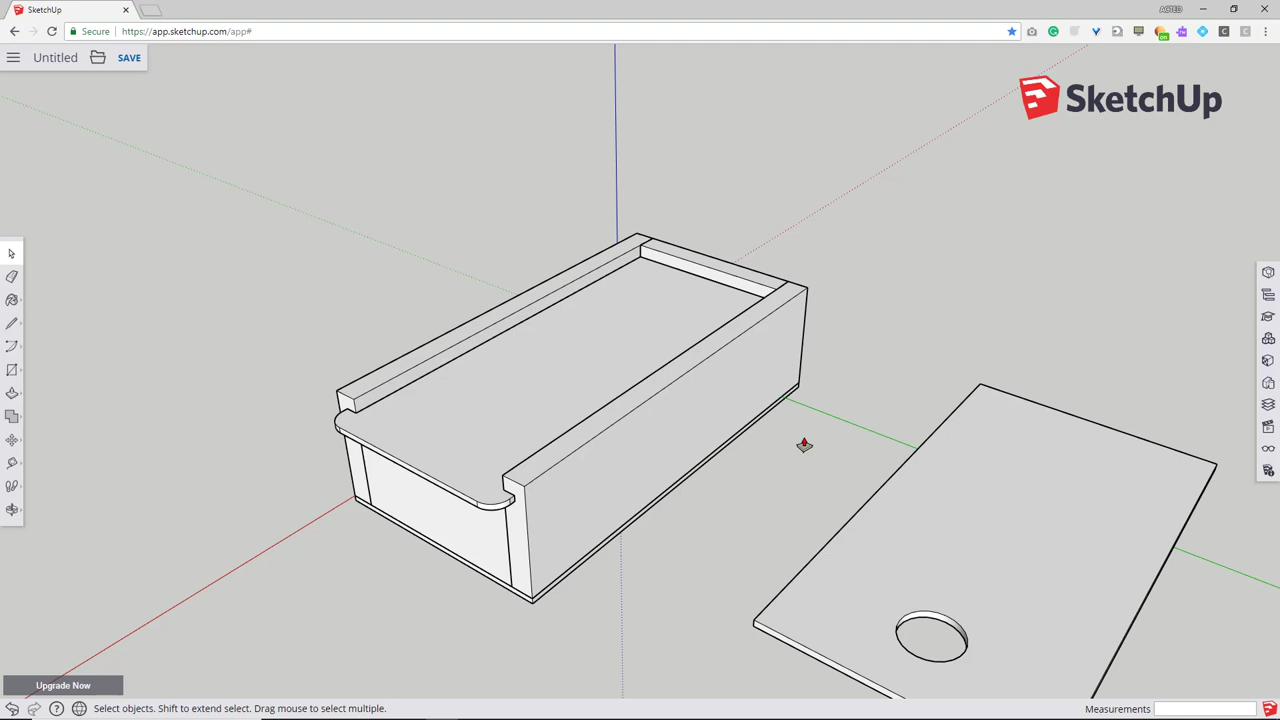 SketchUp
Secure
https://app.sketchup.com/app#
on
Untitled
SAVE
SketchUp
Upgrade Now
Select objects. Shift to extend select. Drag mouse to select multiple.
Measurements